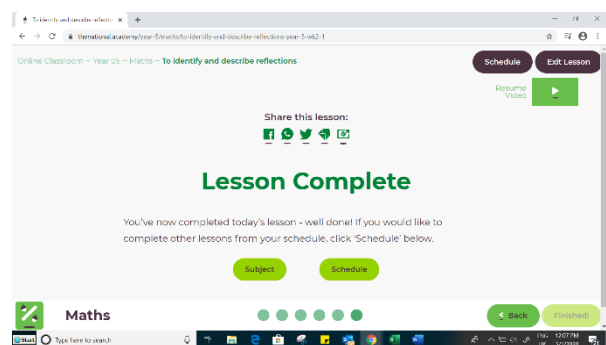 To identify and describe reflectio
thenational.academy/year-5/maths/to-identify-and-describe-reflections-year-5-wk2-1
Online Classroom – Year 05 – Maths – To identify and describe reflections
Schedule
Exit Lesson
Resume
Video
Share this lesson:
Lesson Complete
You've now completed today's lesson - well done! If you would like to
complete other lessons from your schedule, click 'Schedule' below.
Subject
Schedule
Maths
Back
Finished!
Start
Type here to search
ENG
12:07 PM